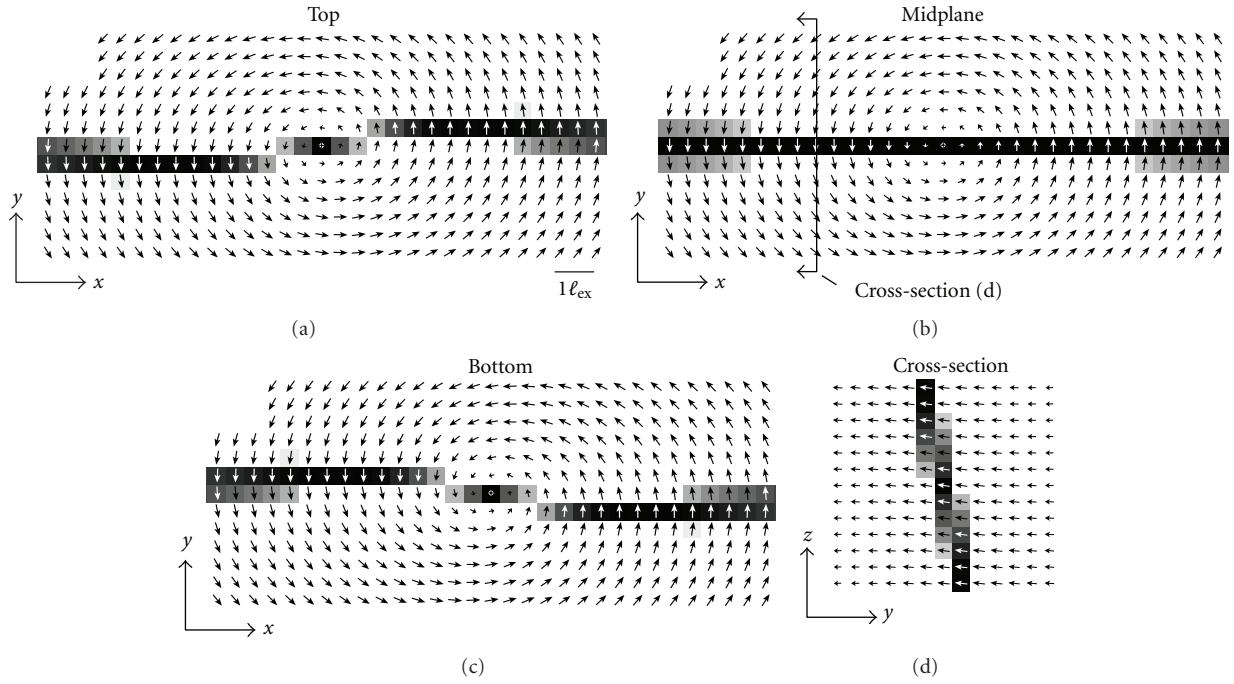 Top
y
x
1ℓex
(a)
Midplane
y
x
Cross-section (d)
(b)
Bottom
y
x
(c)
Cross-section
z
y
(d)